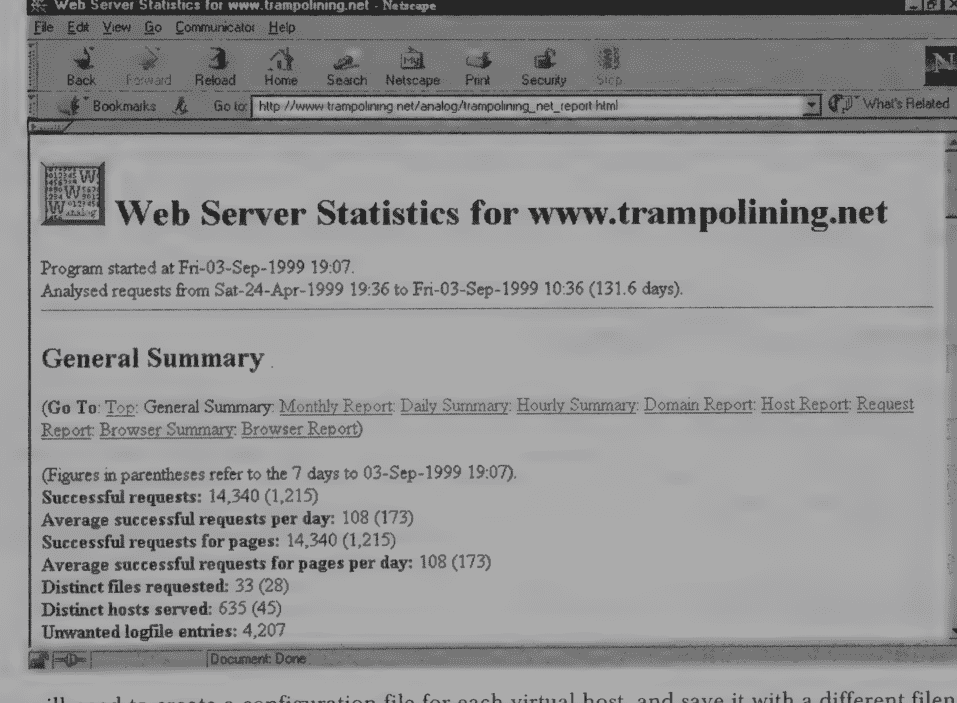 Web Server Statistics for www.trampolining.net - Netscape
File Edit View Go Communicator Help
Back Forward Reload Home Search Netscape Print Security Stop
Bookmarks Go to: http://www.trampolining.net/analog/trampolining_net_report.html What's Related
Web Server Statistics for www.trampolining.net
Program started at Fri-03-Sep-1999 19:07.
Analysed requests from Sat-24-Apr-1999 19:36 to Fri-03-Sep-1999 10:36 (131.6 days).
General Summary
(Go To: Top: General Summary: Monthly Report: Daily Summary: Hourly Summary: Domain Report: Host Report: Request
Report: Browser Summary: Browser Report)
(Figures in parentheses refer to the 7 days to 03-Sep-1999 19:07).
Successful requests: 14,340 (1,215)
Average successful requests per day: 108 (173)
Successful requests for pages: 14,340 (1,215)
Average successful requests for pages per day: 108 (173)
Distinct files requested: 33 (28)
Distinct hosts served: 635 (45)
Unwanted logfile entries: 4,207
Document: Done
to create a configuration file for each virtual host, and save it with a different